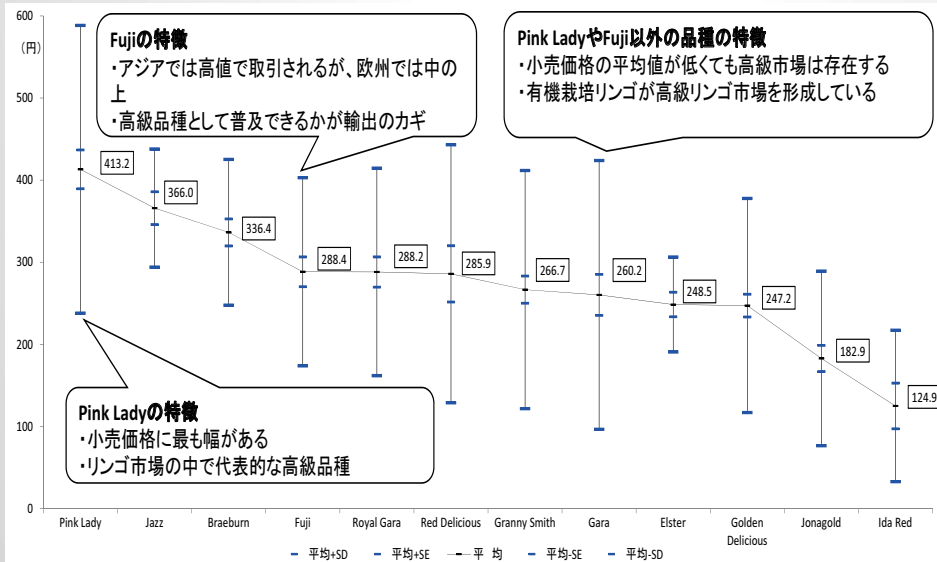 600
(円)
500
400
300
200
100
0
Fujiの特徴
・アジアでは高値で取引されるが、欧州では中の
上
・高級品種として普及できるかが輸出のカギ
Pink LadyやFuji以外の品種の特徴
・小売価格の平均値が低くても高級市場は存在する
・有機栽培リンゴが高級リンゴ市場を形成している
413.2
366.0
336.4
288.4
288.2
285.9
266.7
260.2
248.5
247.2
182.9
124.9
Pink Ladyの特徴
・小売価格に最も幅がある
・リンゴ市場の中で代表的な高級品種
Pink Lady
Jazz
Braeburn
Fuji
Royal Gara
Red Delicious
Granny Smith
Gara
Elster
Golden
Delicious
Jonagold
Ida Red
平均+SD
平均+SE
平 均
平均-SE
平均-SD